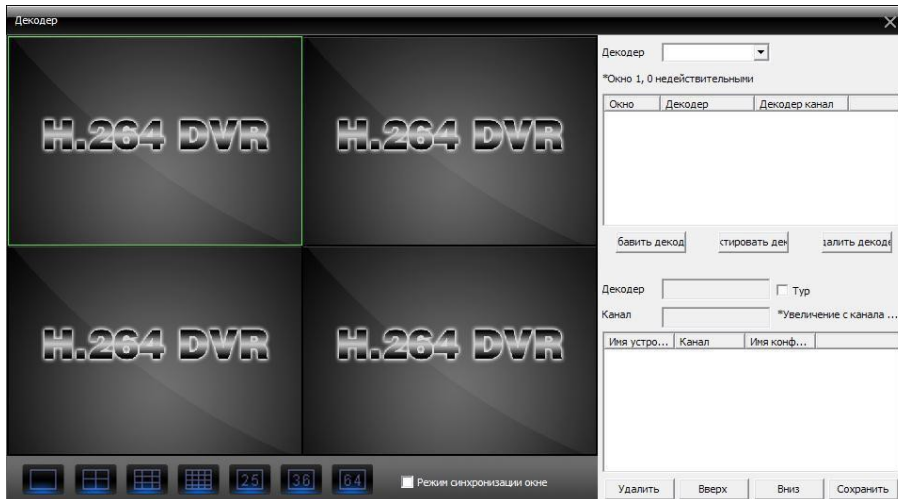 Декодер
H.264 DVR H.264 DVR
H.264 DVR H.264 DVR
25 36 64 Режим синхронизации окне
Декодер
*Окно 1, 0 недействительными
Окно Декодер Декодер канал
бавить декод ктировать дек далить декоде
Декодер Тур
Канал *Увеличение с канала ...
Имя устро... Канал Имя конф...
Удалить Вверх Вниз Сохранить